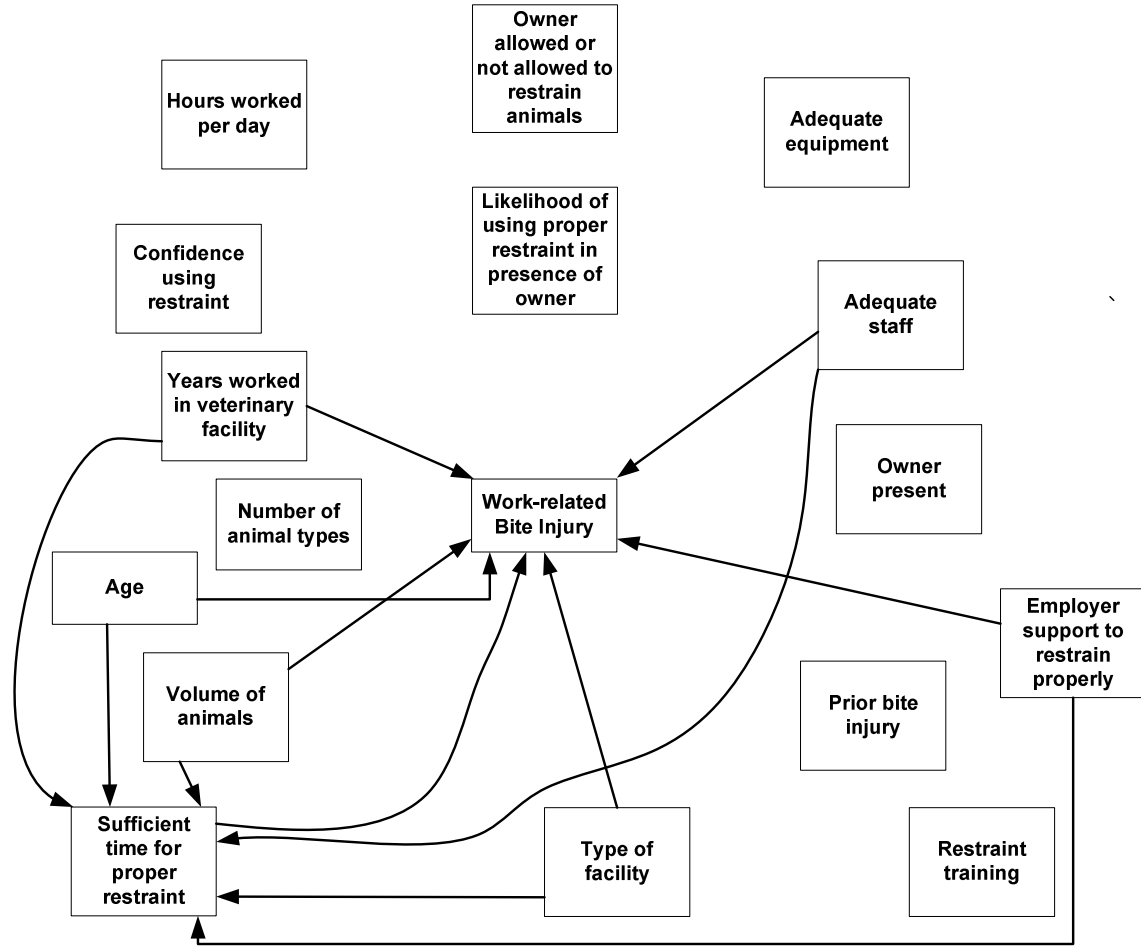 Owner
allowed or
not allowed to
restrain
animals
Hours worked
per day
Adequate
equipment
Likelihood of
using proper
restraint in
presence of
owner
Confidence
using
restraint
Adequate
staff
`
Years worked
in veterinary
facility
Owner
present
Number of
animal types
Work-related
Bite Injury
Age
Employer
support to
restrain
properly
Volume of
animals
Prior bite
injury
Sufficient
time for
proper
restraint
Type of
facility
Restraint
training